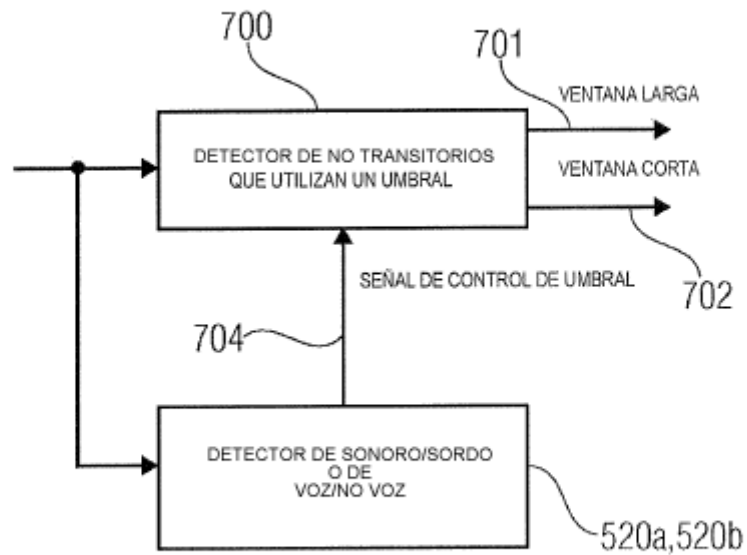 700
701
VENTANA LARGA
DETECTOR DE NO TRANSITORIOS
QUE UTILIZAN UN UMBRAL
VENTANA CORTA
702
SEÑAL DE CONTROL DE UMBRAL
704
DETECTOR DE SONORO/SORDO
O DE
VOZ/NO VOZ
520a,520b